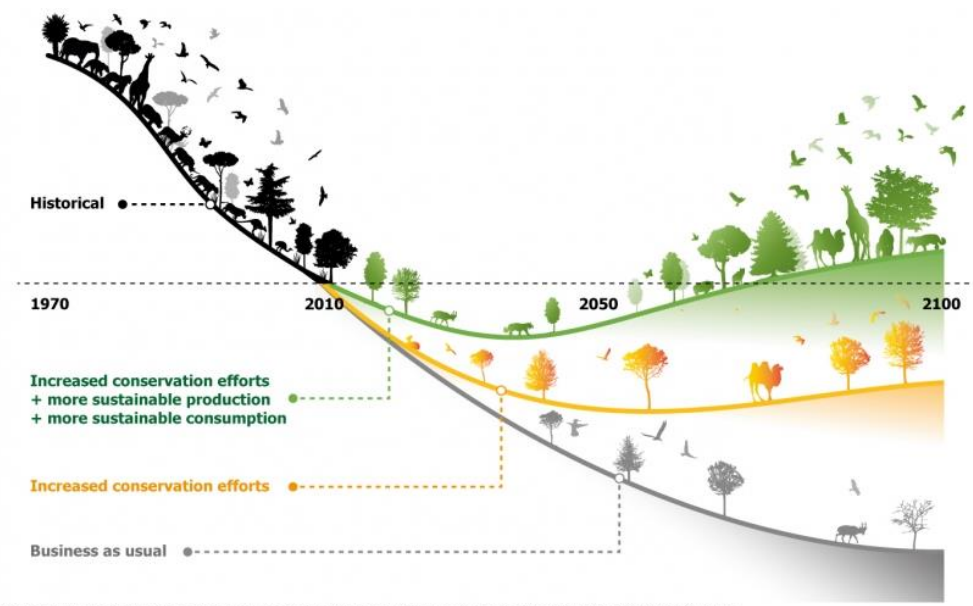 Historical
1970 2010 2050 2100
Increased conservation efforts
+ more sustainable production
+ more sustainable consumption
Increased conservation efforts
Business as usual